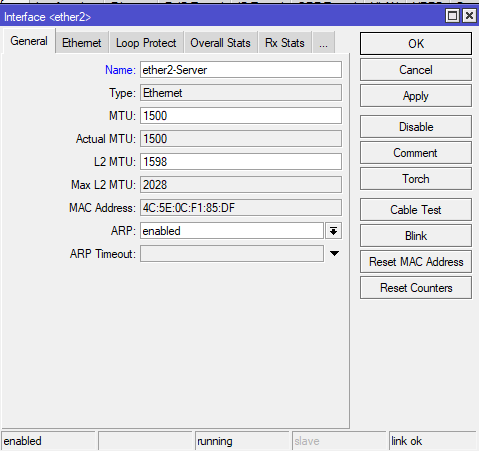 Interface <ether2>
General
Ethernet
Loop Protect
Overall Stats
Rx Stats
...
Name: ether2-Server
Type: Ethernet
MTU: 1500
Actual MTU: 1500
L2 MTU: 1598
Max L2 MTU: 2028
MAC Address: 4C:5E:0C:F1:85:DF
ARP: enabled
ARP Timeout:
OK
Cancel
Apply
Disable
Comment
Torch
Cable Test
Blink
Reset MAC Address
Reset Counters
enabled
running
slave
link ok